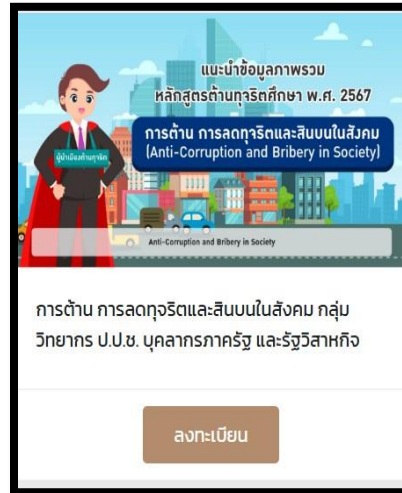 แนะนำข้อมูลภาพรวม
หลักสูตรต้านทุจริตศึกษา พ.ศ. 2567
การต้าน การลดทุจริตและสินบนในสังคม
(Anti-Corruption and Bribery in Society)
ผู้นำเมืองต้านทุจริต
Anti-Corruption and Bribery in Society
การต้าน การลดทุจริตและสินบนในสังคม กลุ่ม
วิทยากร ป.ป.ช. บุคลากรภาครัฐ และรัฐวิสาหกิจ
ลงทะเบียน